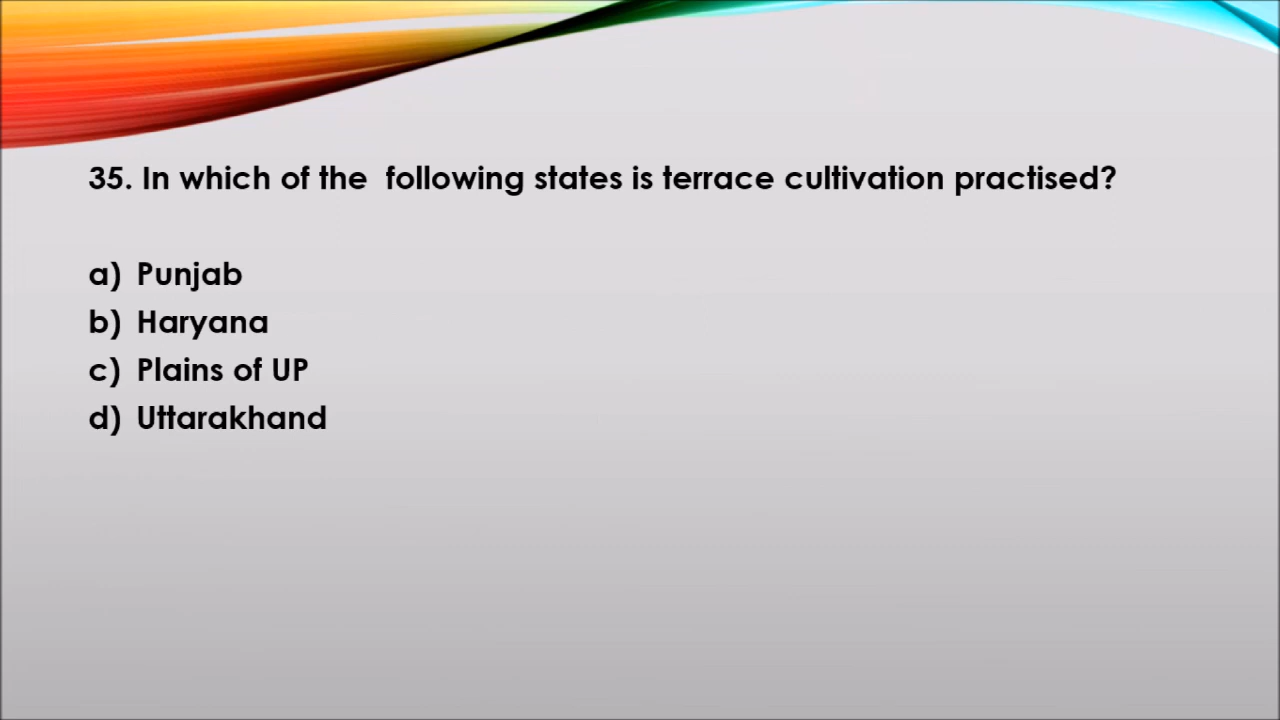 35. In which of the following states is terrace cultivation practised?
a) Punjab
b) Haryana
c) Plains of UP
d) Uttarakhand